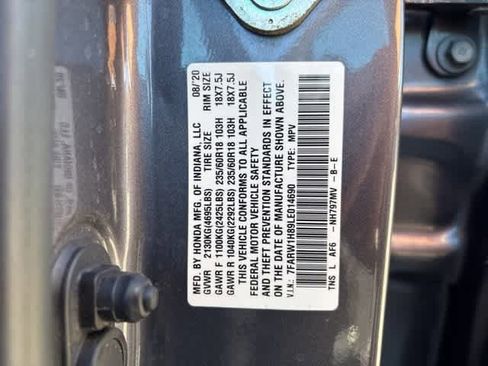 MFD. BY HONDA MFG. OF INDIANA, LLC 08/'20
GVWR 2130KG(4695LBS) TIRE SIZE RIM SIZE
GAWR F 1100KG(2425LBS) 235/60R18 103H 18X7.5J
GAWR R 1040KG(2292LBS) 235/60R18 103H 18X7.5J
THIS VEHICLE CONFORMS TO ALL APPLICABLE
FEDERAL MOTOR VEHICLE SAFETY
AND THEFT PREVENTION STANDARDS IN EFFECT
ON THE DATE OF MANUFACTURE SHOWN ABOVE.
V.I.N.: 7FARW1H89LE014690 TYPE: MPV
TNS L AF6 -NH797MV -B-E